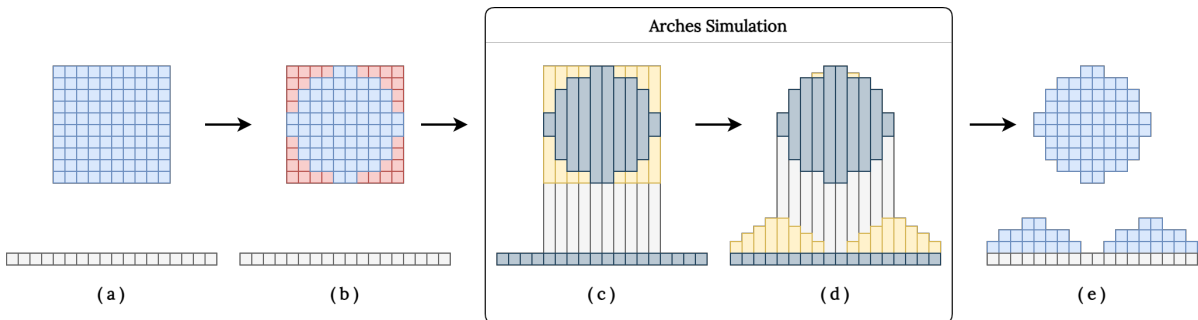 Arches Simulation
( a )
( b )
( c )
( d )
( e )